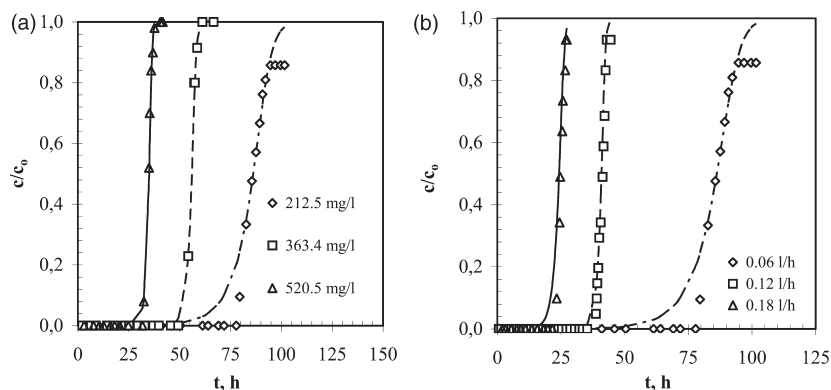 (a)
1,0
0,8
0,6
0,4
0,2
0,0
c/c₀
212.5 mg/l
363.4 mg/l
520.5 mg/l
0 25 50 75 100 125 150
t, h
(b)
1,0
0,8
0,6
0,4
0,2
0,0
c/c₀
0.06 l/h
0.12 l/h
0.18 l/h
0 25 50 75 100 125
t, h